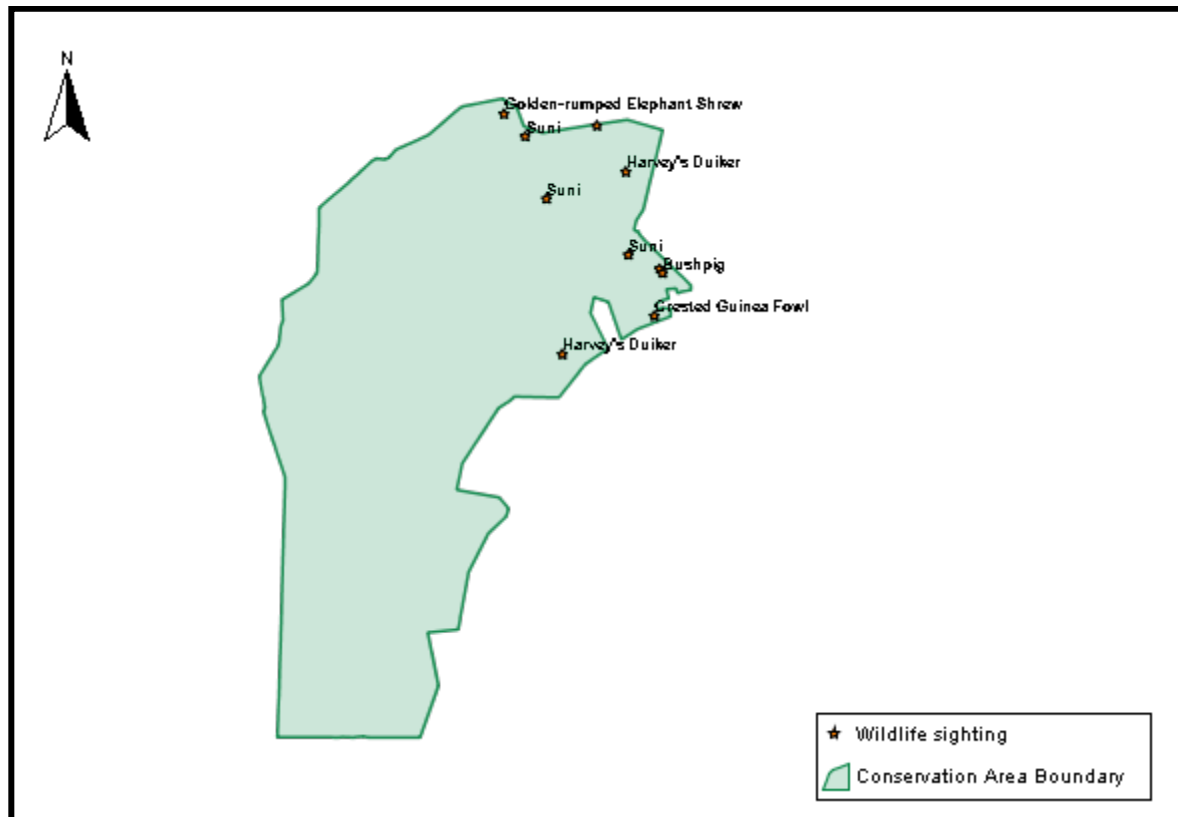 N
Golden-rumped Elephant Shrew
Suni
Harvey's Duiker
Suni
Suni
Bushpig
Crested Guinea Fowl
Harvey's Duiker
Wildlife sighting
Conservation Area Boundary